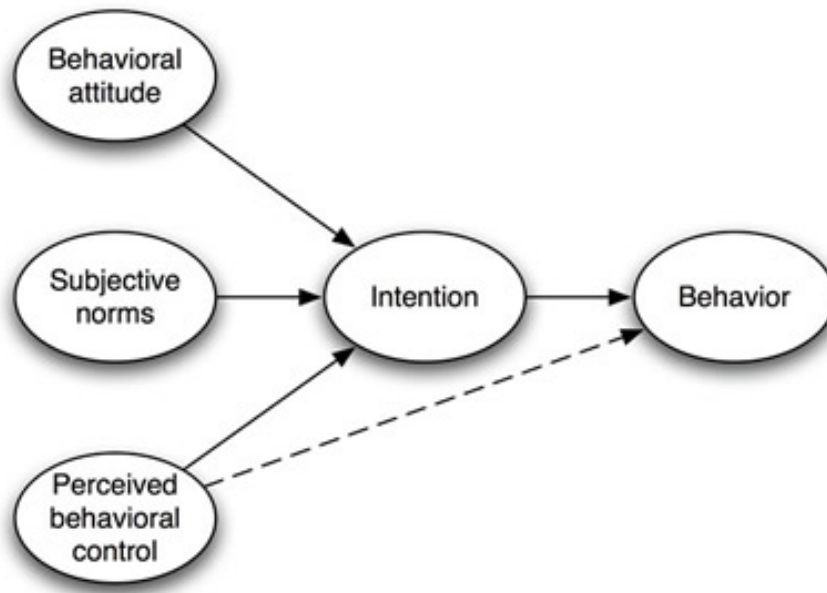 Behavioral
attitude
Subjective
norms
Intention
Behavior
Perceived
behavioral
control